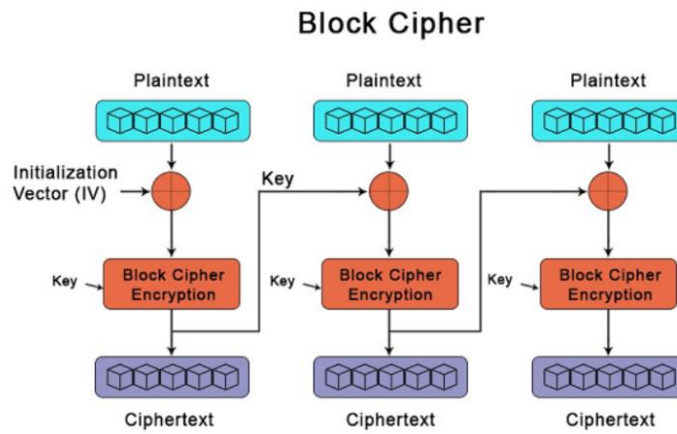 Block Cipher
Plaintext
Plaintext
Plaintext
Initialization
Vector (IV)
Key
Key
Block Cipher
Encryption
Key
Block Cipher
Encryption
Key
Block Cipher
Encryption
Ciphertext
Ciphertext
Ciphertext